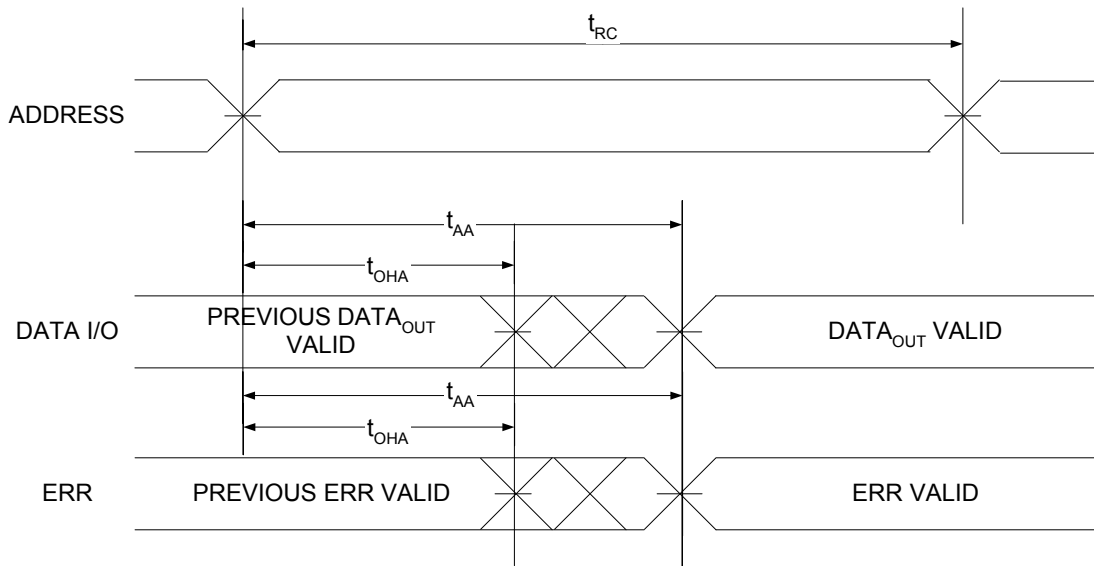 tRC
ADDRESS
tAA
tOHA
DATA I/O
PREVIOUS DATAOUT
VALID
DATAOUT VALID
tAA
tOHA
ERR
PREVIOUS ERR VALID
ERR VALID